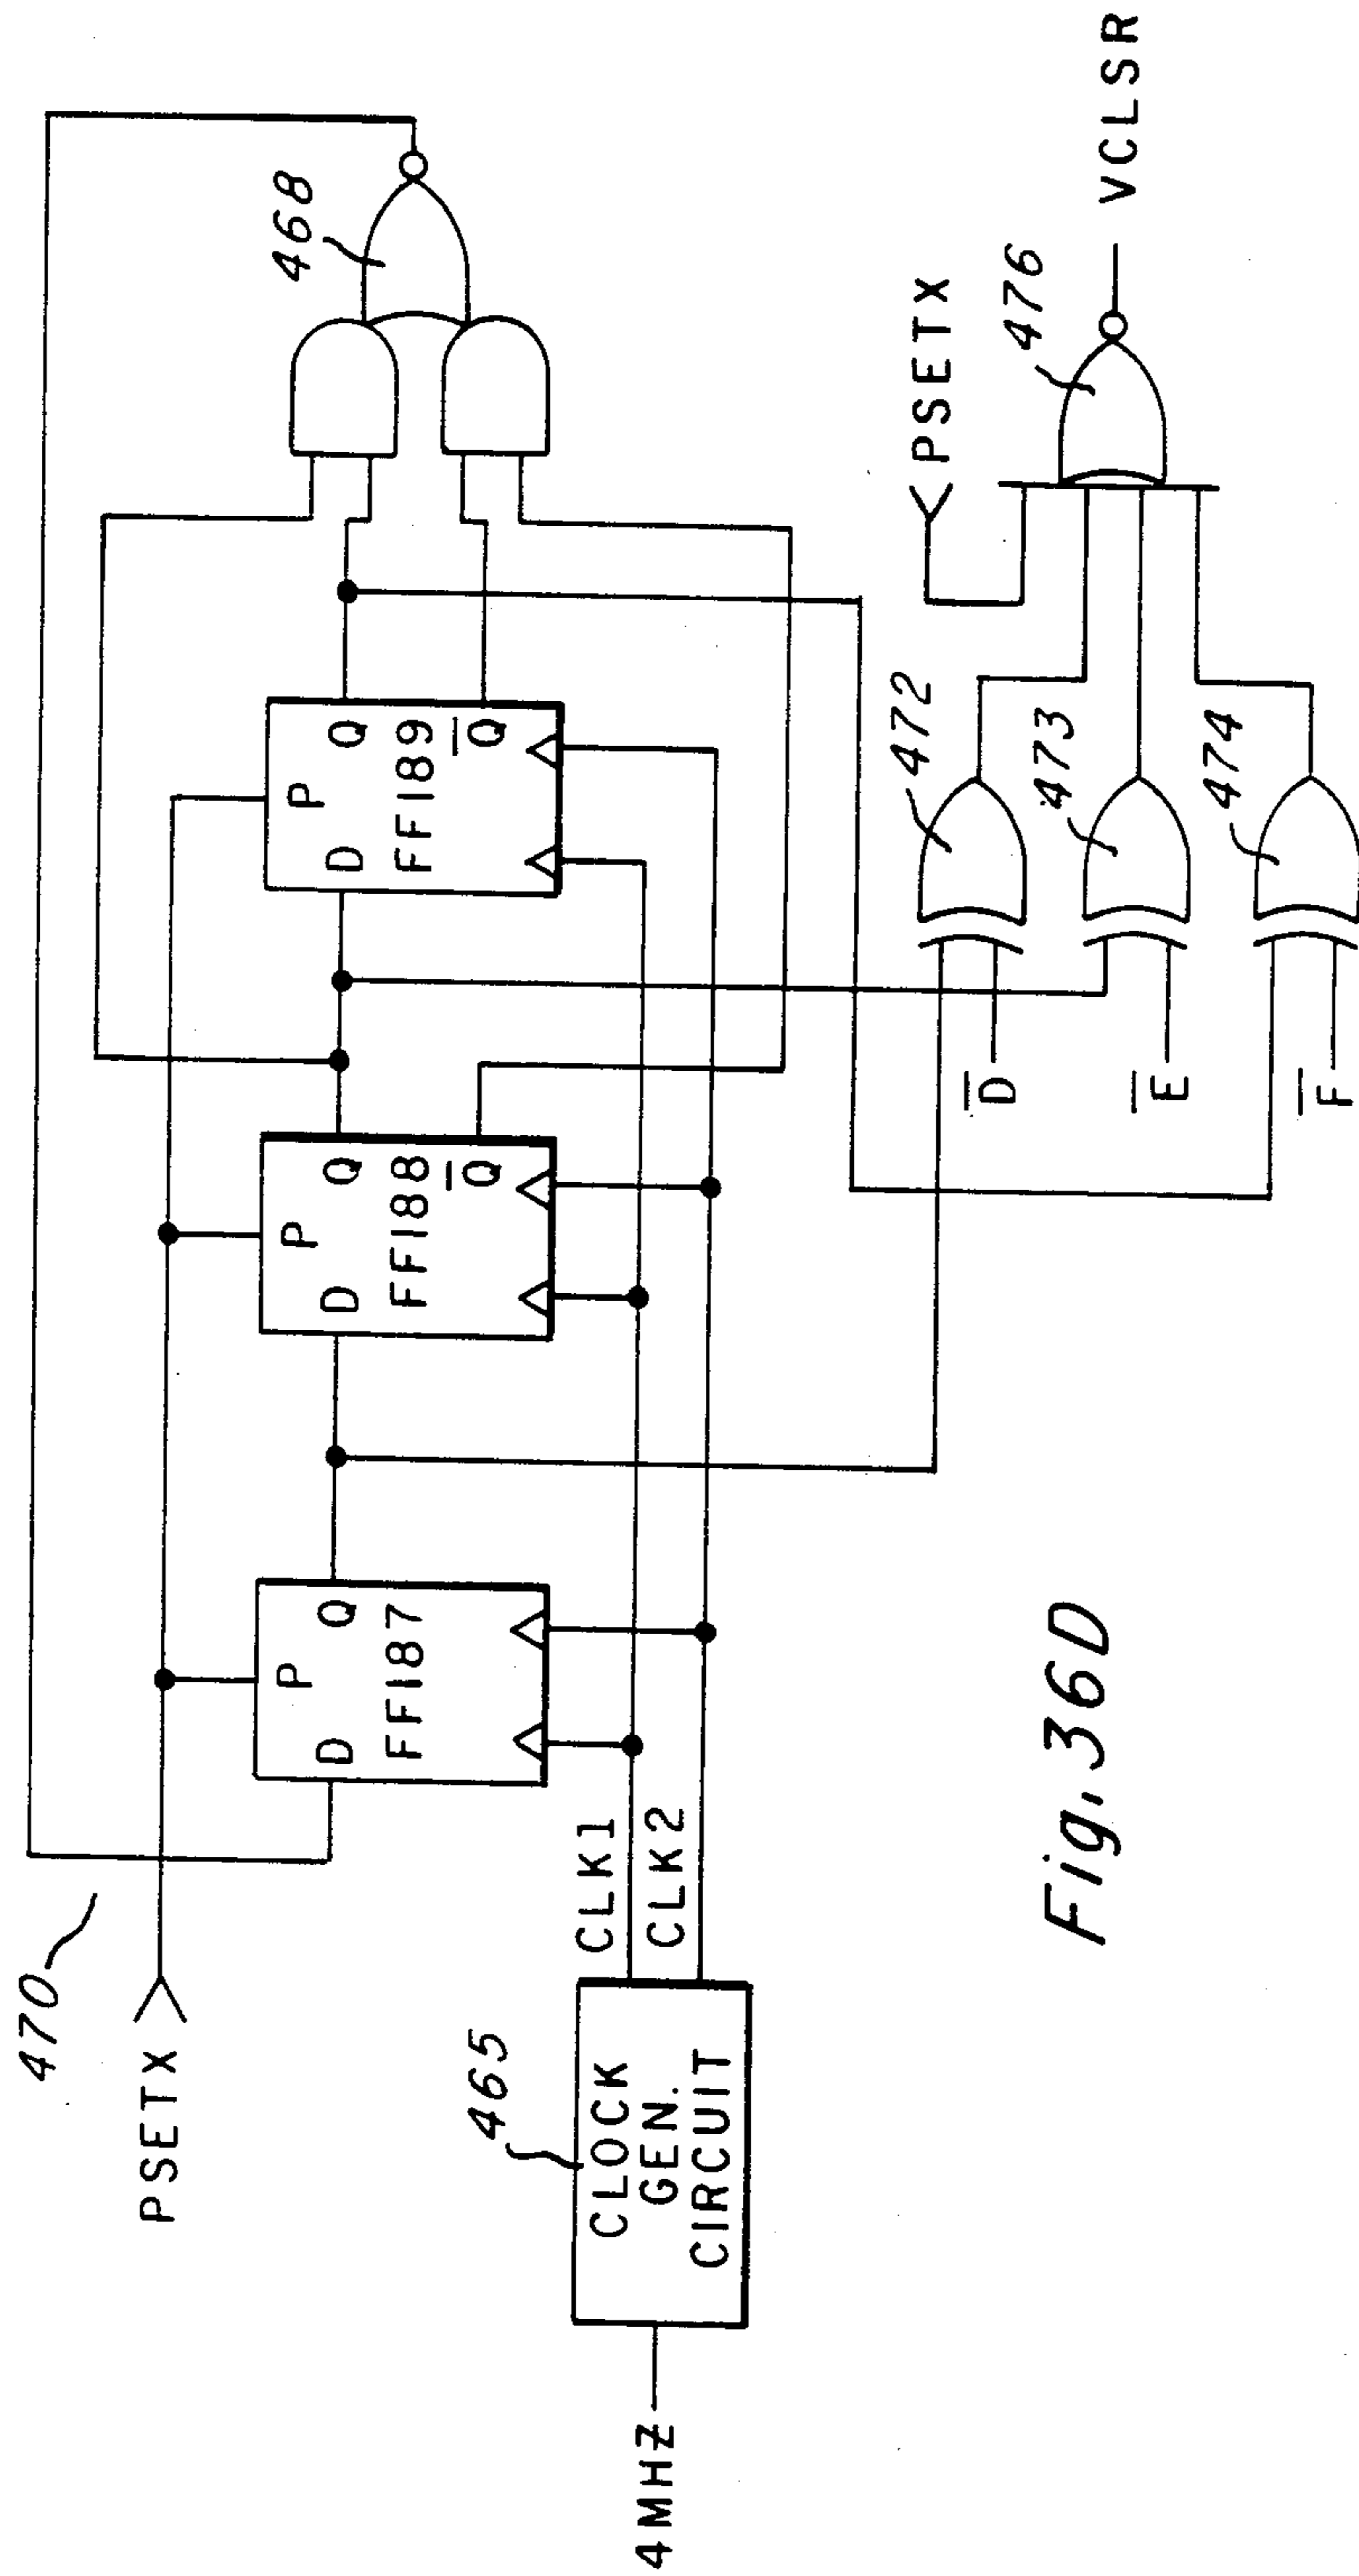 470
PSETX
4MHZ
465
CLOCK
GEN.
CIRCUIT
CLK1
CLK2
P
D Q
FF187
P
D Q
FF188
Q
P
D Q
FF189
Q
468
D
E
F
472
473
474
PSETX
476
VCLSR
Fig. 36D